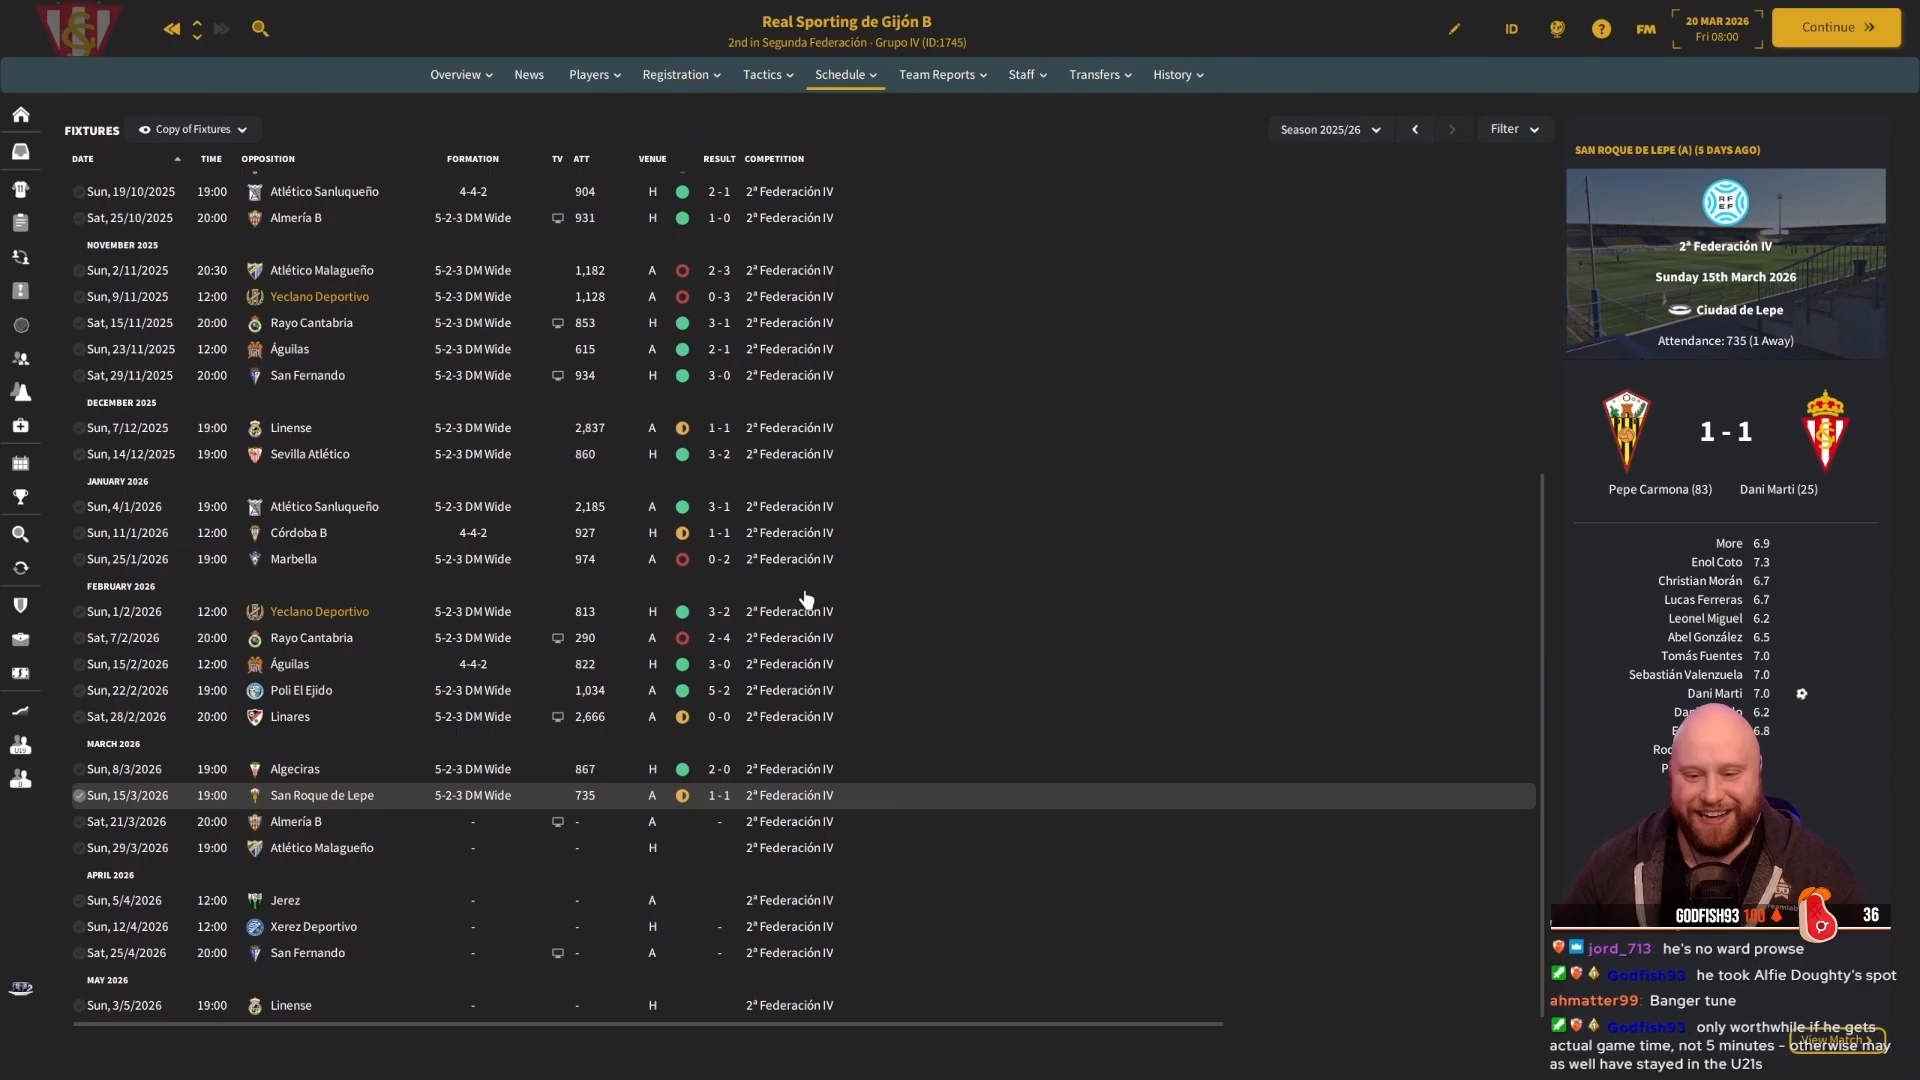 Real Sporting de Gijón B
2nd in Segunda Federación - Grupo IV (ID:1745)
ID
?
FM
20 MAR 2026
Fri 08:00
Continue
Overview
News
Players
Registration
Tactics
Schedule
Team Reports
Staff
Transfers
History
FIXTURES
Copy of Fixtures
Season 2025/26
Filter
DATE TIME OPPOSITION FORMATION TV ATT VENUE RESULT COMPETITION
Sun, 19/10/2025 19:00 Atlético Sanluqueño 4-4-2 904 H 2 - 1 2ª Federación IV
Sat, 25/10/2025 20:00 Almería B 5-2-3 DM Wide 931 H 1 - 0 2ª Federación IV
NOVEMBER 2025
Sun, 2/11/2025 20:30 Atlético Malagueño 5-2-3 DM Wide 1,182 A 2 - 3 2ª Federación IV
Sun, 9/11/2025 12:00 Yeclano Deportivo 5-2-3 DM Wide 1,128 A 0 - 3 2ª Federación IV
Sat, 15/11/2025 20:00 Rayo Cantabria 5-2-3 DM Wide 853 H 3 - 1 2ª Federación IV
Sun, 23/11/2025 12:00 Águilas 5-2-3 DM Wide 615 A 2 - 1 2ª Federación IV
Sat, 29/11/2025 20:00 San Fernando 5-2-3 DM Wide 934 H 3 - 0 2ª Federación IV
DECEMBER 2025
Sun, 7/12/2025 19:00 Linense 5-2-3 DM Wide 2,837 A 1 - 1 2ª Federación IV
Sun, 14/12/2025 19:00 Sevilla Atlético 5-2-3 DM Wide 860 H 3 - 2 2ª Federación IV
JANUARY 2026
Sun, 4/1/2026 19:00 Atlético Sanluqueño 5-2-3 DM Wide 2,185 A 3 - 1 2ª Federación IV
Sun, 11/1/2026 12:00 Córdoba B 4-4-2 927 H 1 - 1 2ª Federación IV
Sun, 25/1/2026 19:00 Marbella 5-2-3 DM Wide 974 A 0 - 2 2ª Federación IV
FEBRUARY 2026
Sun, 1/2/2026 12:00 Yeclano Deportivo 5-2-3 DM Wide 813 H 3 - 2 2ª Federación IV
Sat, 7/2/2026 20:00 Rayo Cantabria 5-2-3 DM Wide 290 A 2 - 4 2ª Federación IV
Sun, 15/2/2026 12:00 Águilas 4-4-2 822 H 3 - 0 2ª Federación IV
Sun, 22/2/2026 19:00 Poli El Ejido 5-2-3 DM Wide 1,034 A 5 - 2 2ª Federación IV
Sat, 28/2/2026 20:00 Linares 5-2-3 DM Wide 2,666 A 0 - 0 2ª Federación IV
MARCH 2026
Sun, 8/3/2026 19:00 Algeciras 5-2-3 DM Wide 867 H 2 - 0 2ª Federación IV
Sun, 15/3/2026 19:00 San Roque de Lepe 5-2-3 DM Wide 735 A 1 - 1 2ª Federación IV
Sat, 21/3/2026 20:00 Almería B - - A - 2ª Federación IV
Sun, 29/3/2026 19:00 Atlético Malagueño - - H 2ª Federación IV
APRIL 2026
Sun, 5/4/2026 12:00 Jerez - - A 2ª Federación IV
Sun, 12/4/2026 12:00 Xerez Deportivo - - H - 2ª Federación IV
Sat, 25/4/2026 20:00 San Fernando - - A - 2ª Federación IV
MAY 2026
Sun, 3/5/2026 19:00 Linense - - H 2ª Federación IV
SAN ROQUE DE LEPE (A) (5 DAYS AGO)
RF
EF
2ª Federación IV
Sunday 15th March 2026
Ciudad de Lepe
Attendance: 735 (1 Away)
1 - 1
Pepe Carmona (83) Dani Marti (25)
More 6.9
Enol Coto 7.3
Christian Morán 6.7
Lucas Ferreras 6.7
Leonel Miguel 6.2
Abel González 6.5
Tomás Fuentes 7.0
Sebastián Valenzuela 7.0
Dani Marti 7.0
6.2
6.8
GODFISH93 100 36
jord_713: he's no ward prowse
Godfish93: he took Alfie Doughty's spot
ahmatter99: Banger tune
Godfish93: only worthwhile if he gets
actual game time, not 5 minutes - otherwise may
as well have stayed in the U21s
View Match
U19
B